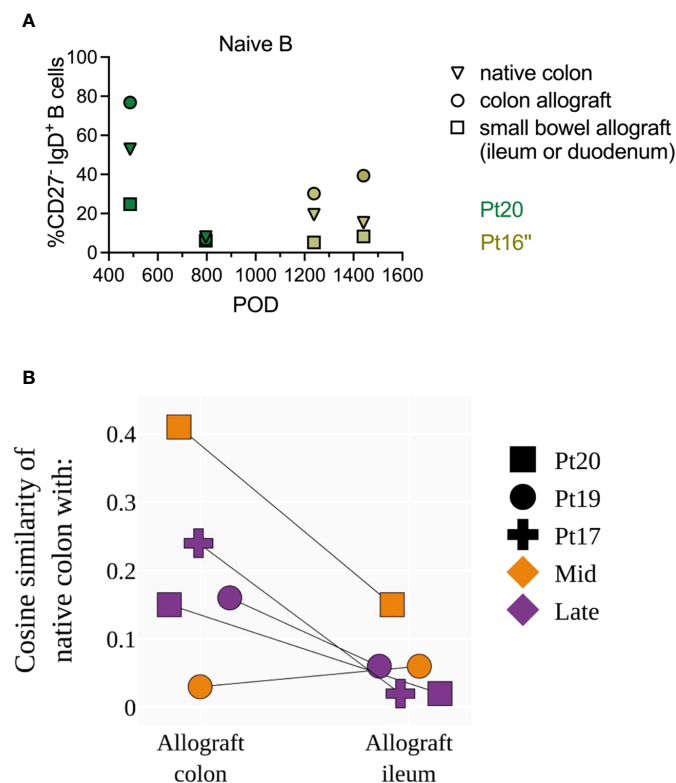 A
Naive B
%CD27- IgD+ B cells
100
80
60
40
20
0
400 600 800 1000 1200 1400 1600
POD
native colon
colon allograft
small bowel allograft
(ileum or duodenum)
Pt20
Pt16"
B
Cosine similarity of
native colon with:
0.4
0.3
0.2
0.1
0
Allograft
colon
Allograft
ileum
Pt20
Pt19
Pt17
Mid
Late